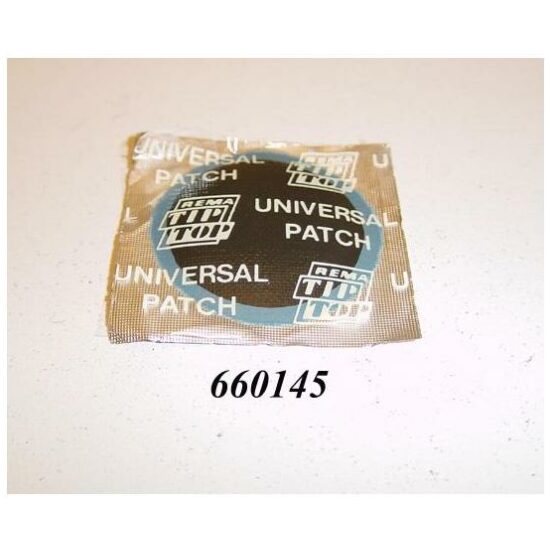 UNIVERSAL
PATCH
REMA
TIP
TOP
U
L
REMA
TIP
TOP
UNIVERSAL
PATCH
U
UNIVERSAL
PATCH
REMA
TIP
TOP
U
660145